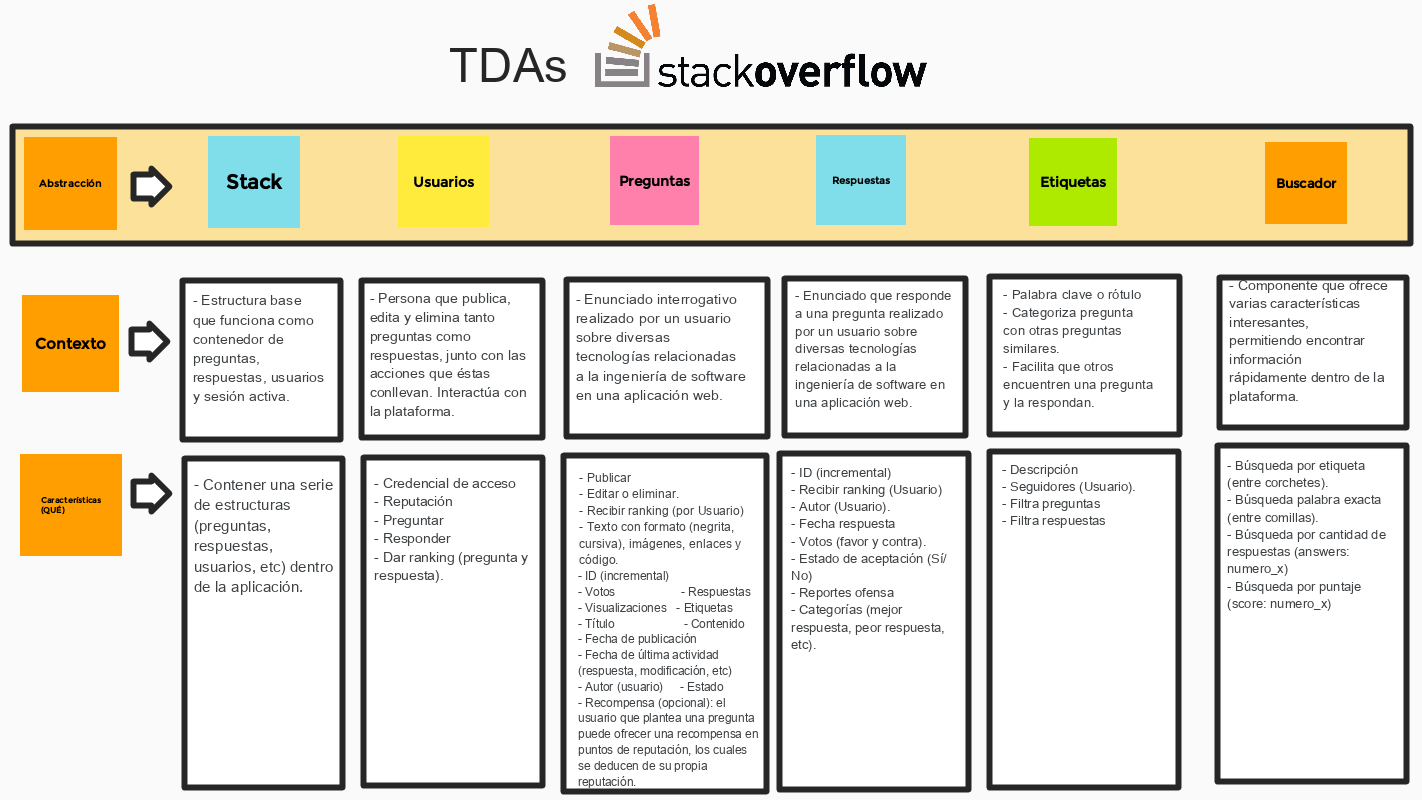 TDAs stackoverflow
Abstracción
Stack
Usuarios
Preguntas
Respuestas
Etiquetas
Buscador
Contexto
- Estructura base
que funciona como
contenedor de
preguntas,
respuestas, usuarios
y sesión activa.
- Persona que publica,
edita y elimina tanto
preguntas como
respuestas, junto con las
acciones que éstas
conllevan. Interactúa con
la plataforma.
- Enunciado interrogativo
realizado por un usuario
sobre diversas
tecnologías relacionadas
a la ingeniería de software
en una aplicación web.
- Enunciado que responde
a una pregunta realizado
por un usuario sobre
diversas tecnologías
relacionadas a la
ingeniería de software en
una aplicación web.
- Palabra clave o rótulo
- Categoriza pregunta
con otras preguntas
similares.
- Facilita que otros
encuentren una pregunta
y la respondan.
- Componente que ofrece
varias características
interesantes,
permitiendo encontrar
información
rápidamente dentro de la
plataforma.
Características
(QUÉ)
- Contener una serie
de estructuras
(preguntas,
respuestas,
usuarios, etc) dentro
de la aplicación.
- Credencial de acceso
- Reputación
- Preguntar
- Responder
- Dar ranking (pregunta y
respuesta).
- Publicar
- Editar o eliminar.
- Recibir ranking (por Usuario)
- Texto con formato (negrita,
cursiva), imágenes, enlaces y
código.
- ID (incremental)
- Votos - Respuestas
- Visualizaciones - Etiquetas
- Título - Contenido
- Fecha de publicación
- Fecha de última actividad
(respuesta, modificación, etc)
- Autor (usuario) - Estado
- Recompensa (opcional): el
usuario que plantea una pregunta
puede ofrecer una recompensa en
puntos de reputación, los cuales
se deducen de su propia
reputación.
- ID (incremental)
- Recibir ranking (Usuario)
- Autor (Usuario).
- Fecha respuesta
- Votos (favor y contra).
- Estado de aceptación (Sí/
No)
- Reportes ofensa
- Categorías (mejor
respuesta, peor respuesta,
etc).
- Descripción
- Seguidores (Usuario).
- Filtra preguntas
- Filtra respuestas
- Búsqueda por etiqueta
(entre corchetes).
- Búsqueda palabra exacta
(entre comillas).
- Búsqueda por cantidad de
respuestas (answers:
numero_x)
- Búsqueda por puntaje
(score: numero_x)